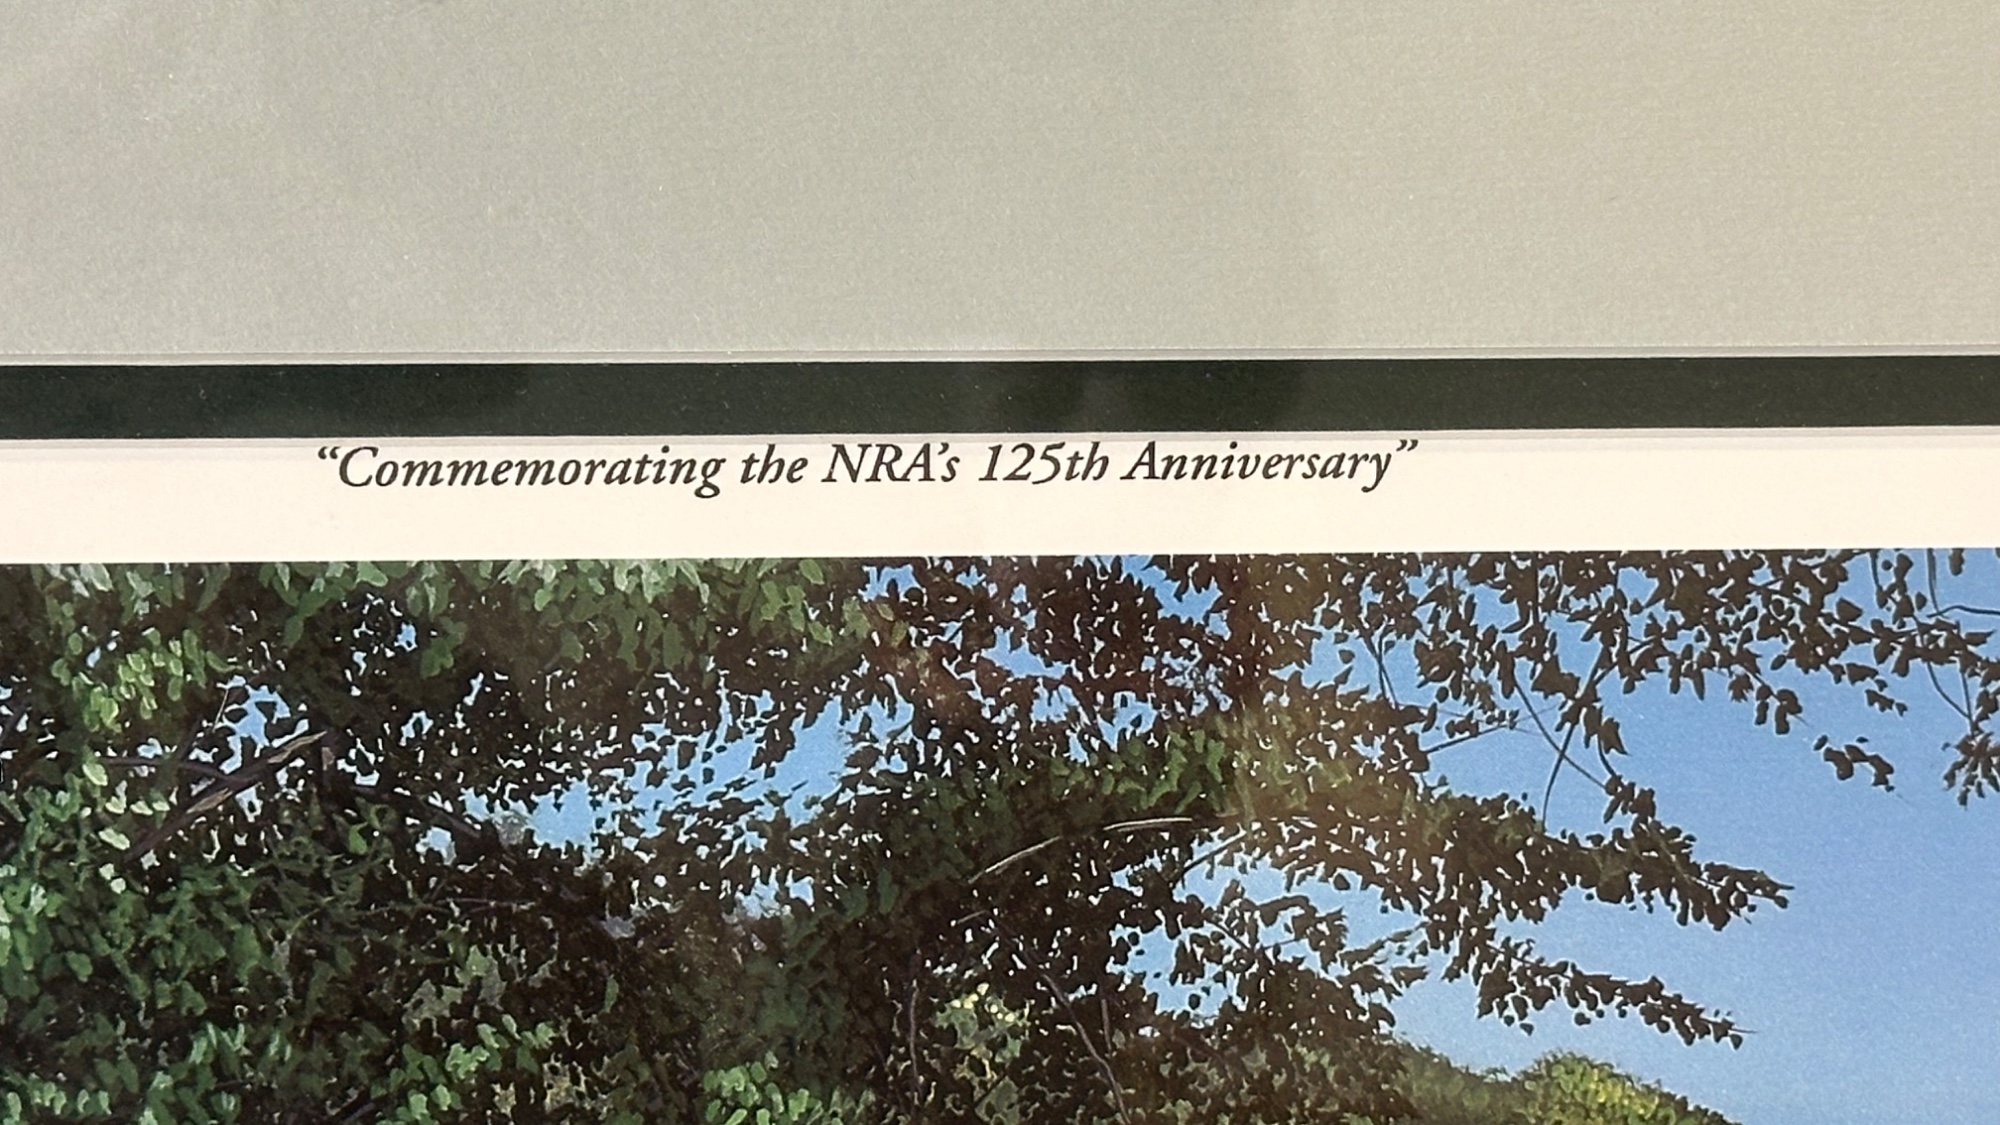 “Commemorating the NRA’s 125th Anniversary”